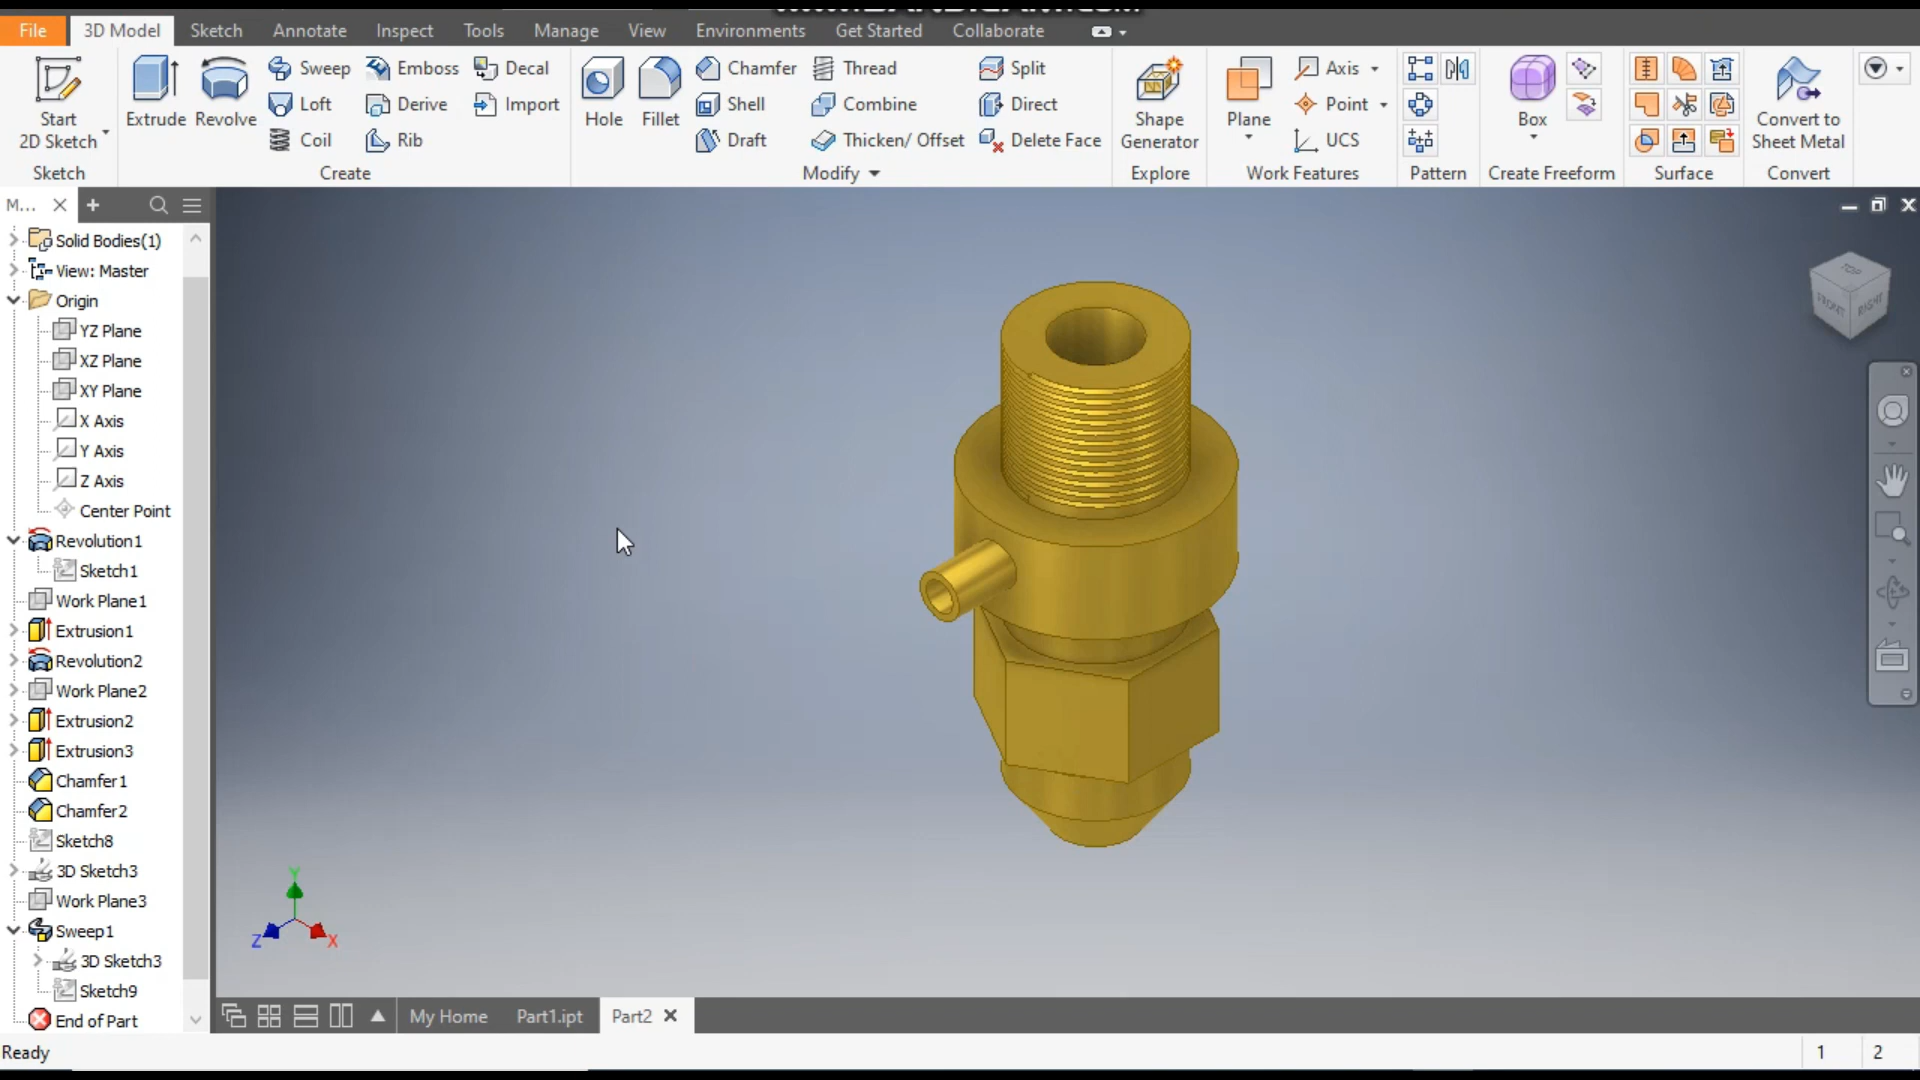 File 3D Model Sketch Annotate Inspect Tools Manage View Environments Get Started Collaborate
Start
2D Sketch
Sketch
Extrude Revolve
Sweep Emboss Decal
Loft Derive Import
Coil Rib
Create
Hole Fillet
Chamfer Thread Split
Shell Combine Direct
Draft Thicken/ Offset Delete Face
Modify
Shape
Generator
Explore
Plane
Axis
Point
UCS
Work Features
Pattern
Box
Create Freeform
Surface
Convert to
Sheet Metal
Convert
M...
Solid Bodies(1)
View: Master
Origin
YZ Plane
XZ Plane
XY Plane
X Axis
Y Axis
Z Axis
Center Point
Revolution1
Sketch1
Work Plane1
Extrusion1
Revolution2
Work Plane2
Extrusion2
Extrusion3
Chamfer1
Chamfer2
Sketch8
3D Sketch3
Work Plane3
Sweep1
3D Sketch3
Sketch9
End of Part
TOP
FRONT RIGHT
Y
Z X
My Home Part1.ipt Part2
Ready 1 2